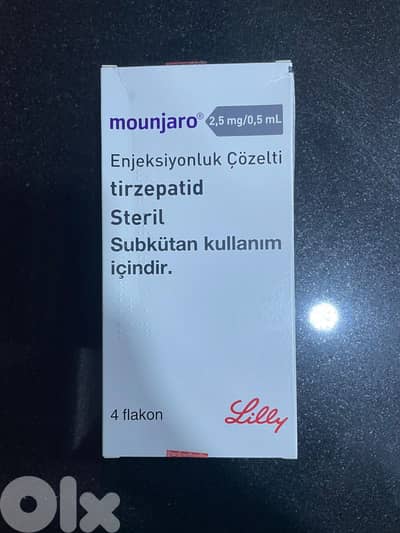 mounjaro® 2,5 mg/0,5 mL
Enjeksiyonluk Çözelti
tirzepatid
Steril
Subkütan kullanım
içindir.
4 flakon
Lilly
OLX